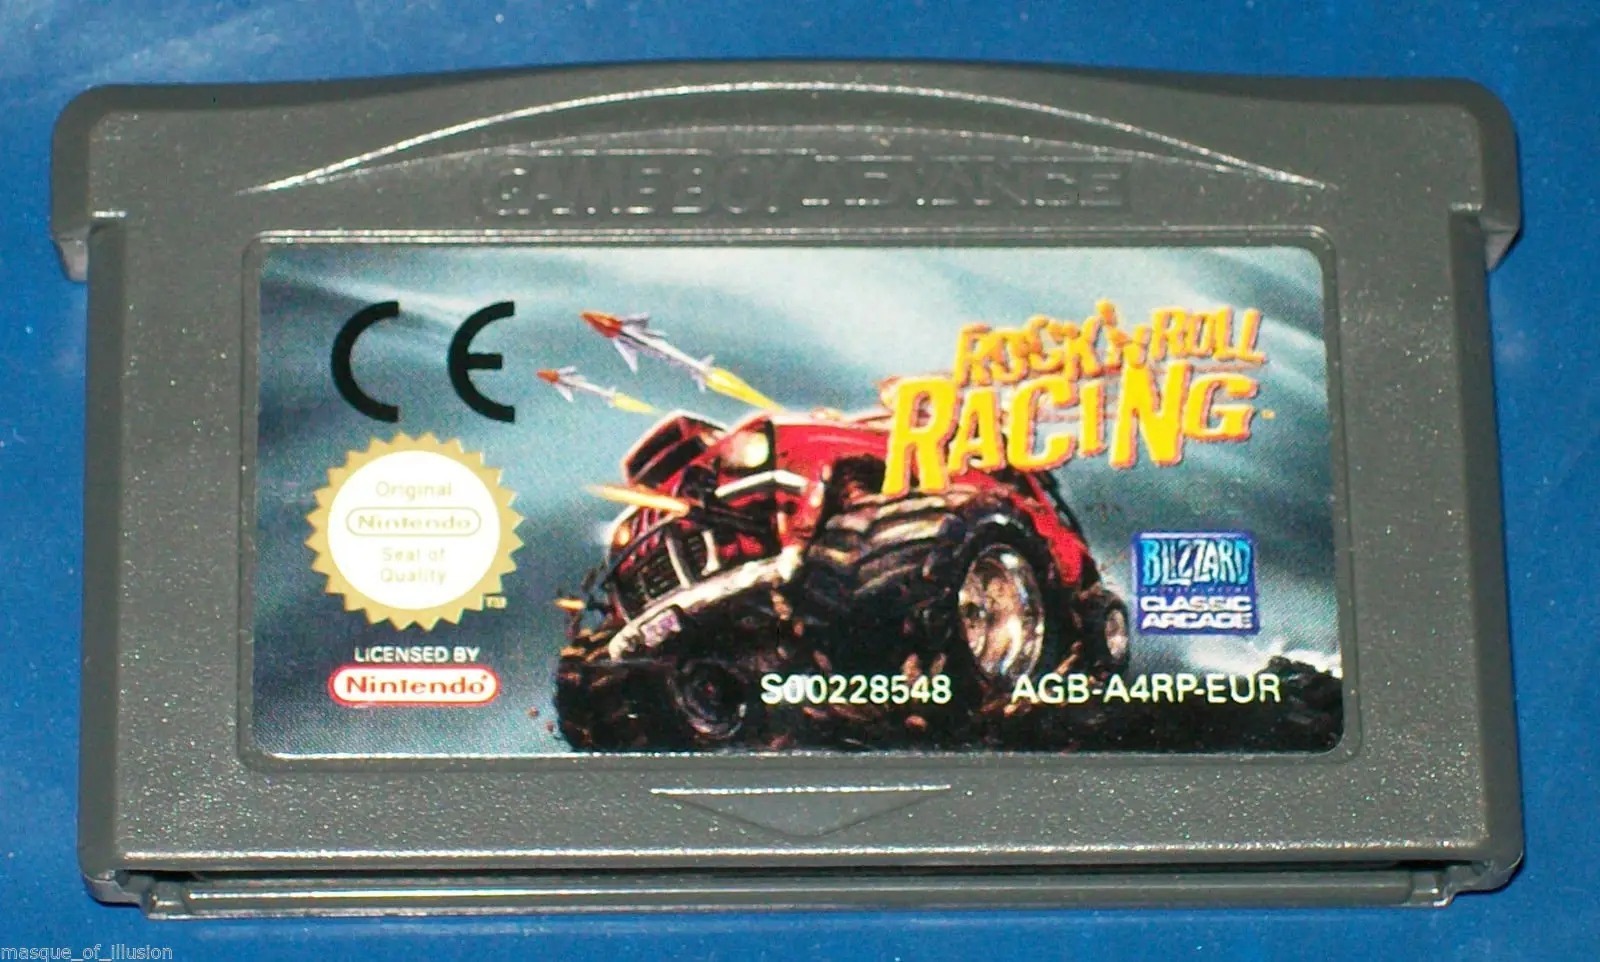 GAME BOY ADVANCE
CE
ROCK 'N ROLL
RACING
Original
Nintendo
Seal of
Quality
TM
LICENSED BY
Nintendo
BLIZZARD
CLASSIC
ARCADE
S00228548 AGB-A4RP-EUR
masque_of_illusion